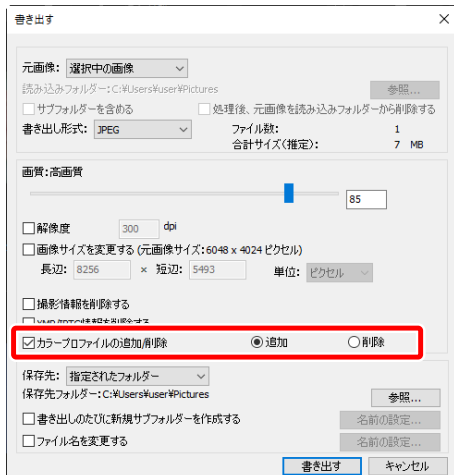 書き出す
元画像: 選択中の画像
読み込みフォルダー:C:¥Users¥user¥Pictures 参照...
サブフォルダーを含める 処理後、元画像を読み込みフォルダーから削除する
書き出し形式: JPEG ファイル数: 1
合計サイズ(推定): 7 MB
画質:高画質
85
解像度 300 dpi
画像サイズを変更する (元画像サイズ:6048 x 4024 ピクセル)
長辺: 8256 × 短辺: 5493 単位: ピクセル
撮影情報を削除する
XMP/IPTC情報を削除する
カラープロファイルの追加/削除 追加 削除
保存先: 指定されたフォルダー
保存先フォルダー:C:¥Users¥user¥Pictures 参照...
書き出しのたびに新規サブフォルダーを作成する 名前の設定...
ファイル名を変更する 名前の設定...
書き出す キャンセル